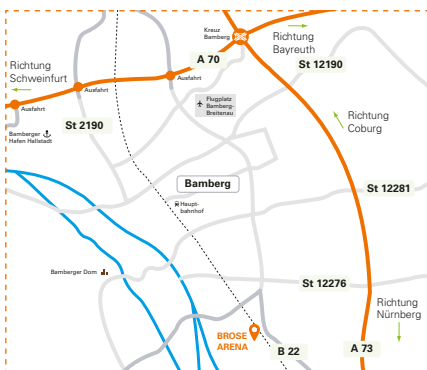 Kreuz
Bamberg
Richtung
Bayreuth
A 70
St 12190
Richtung
Schweinfurt
Ausfahrt
Ausfahrt
Ausfahrt
Flugplatz
Bamberg-
Breitenau
Richtung
Coburg
St 2190
Bamberger
Hafen Hallstadt
Bamberg
St 12281
Haupt-
bahnhof
Bamberger Dom
St 12276
Richtung
Nürnberg
BROSE
ARENA
B 22
A 73